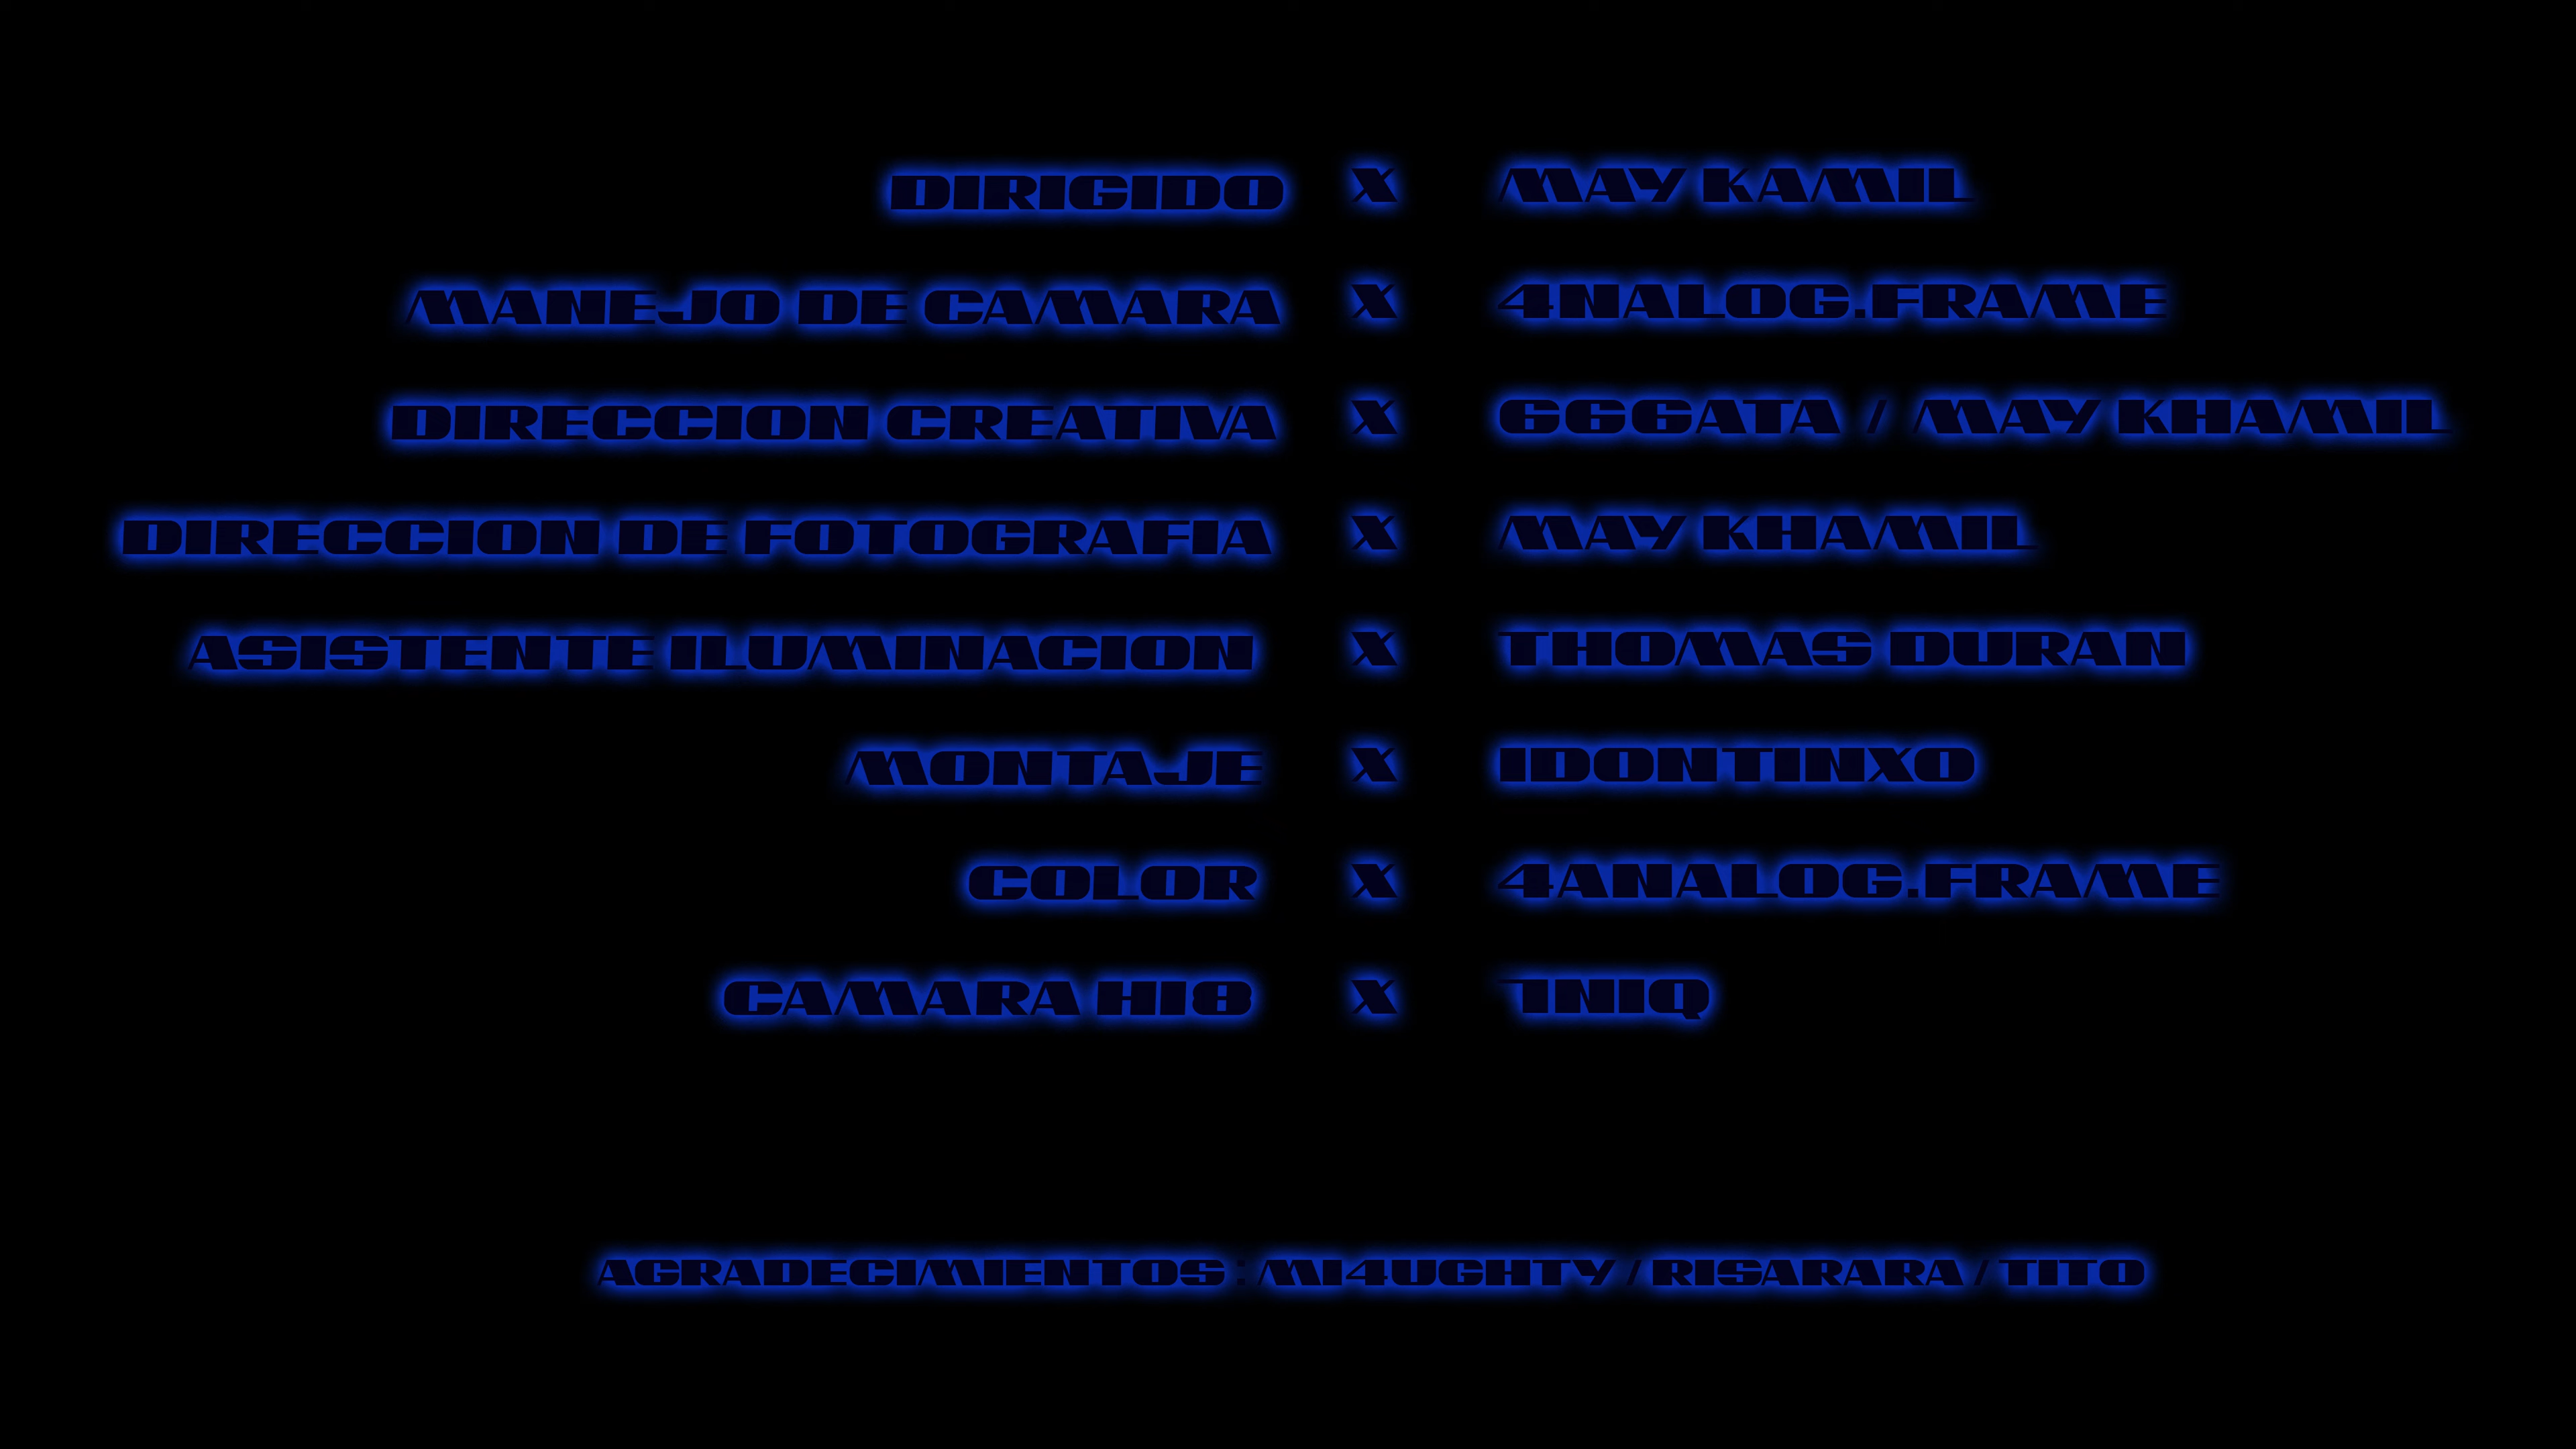 DIRIGIDO X MAY KAMIL
MANEJO DE CAMARA X 4NALOG.FRAME
DIRECCION CREATIVA X 666ATA / MAY KHAMIL
DIRECCION DE FOTOGRAFIA X MAY KHAMIL
ASISTENTE ILUMINACION X THOMAS DURAN
MONTAJE X IDONTINXO
COLOR X 4ANALOG.FRAME
CAMARA HI8 X 7NIQ
AGRADECIMIENTOS : MI4UGHTY / RISARARA / TITO